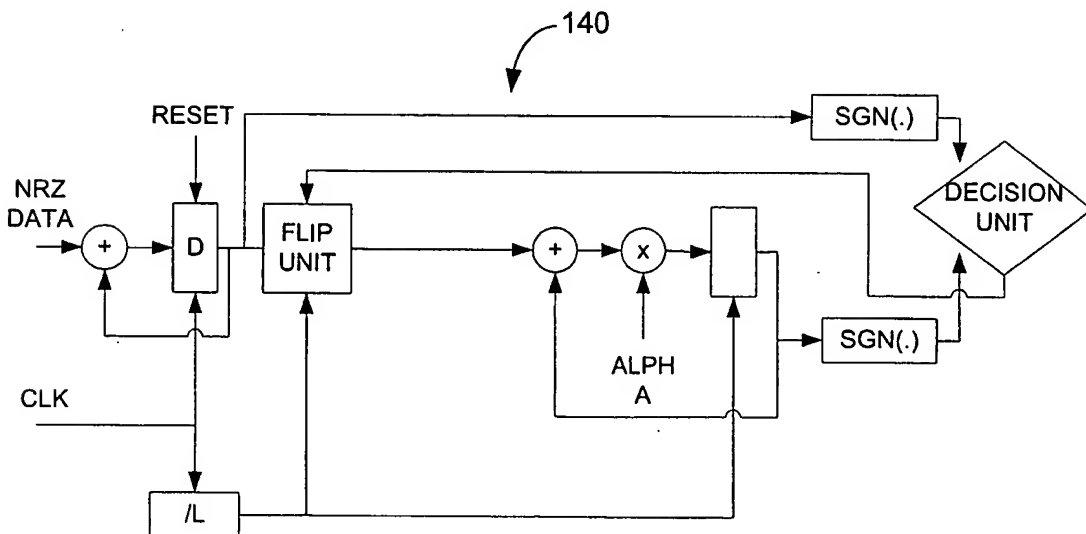 140
RESET
SGN(.)
NRZ
DATA
+
D
FLIP
UNIT
+
x
DECISION
UNIT
ALPH
A
SGN(.)
CLK
/L